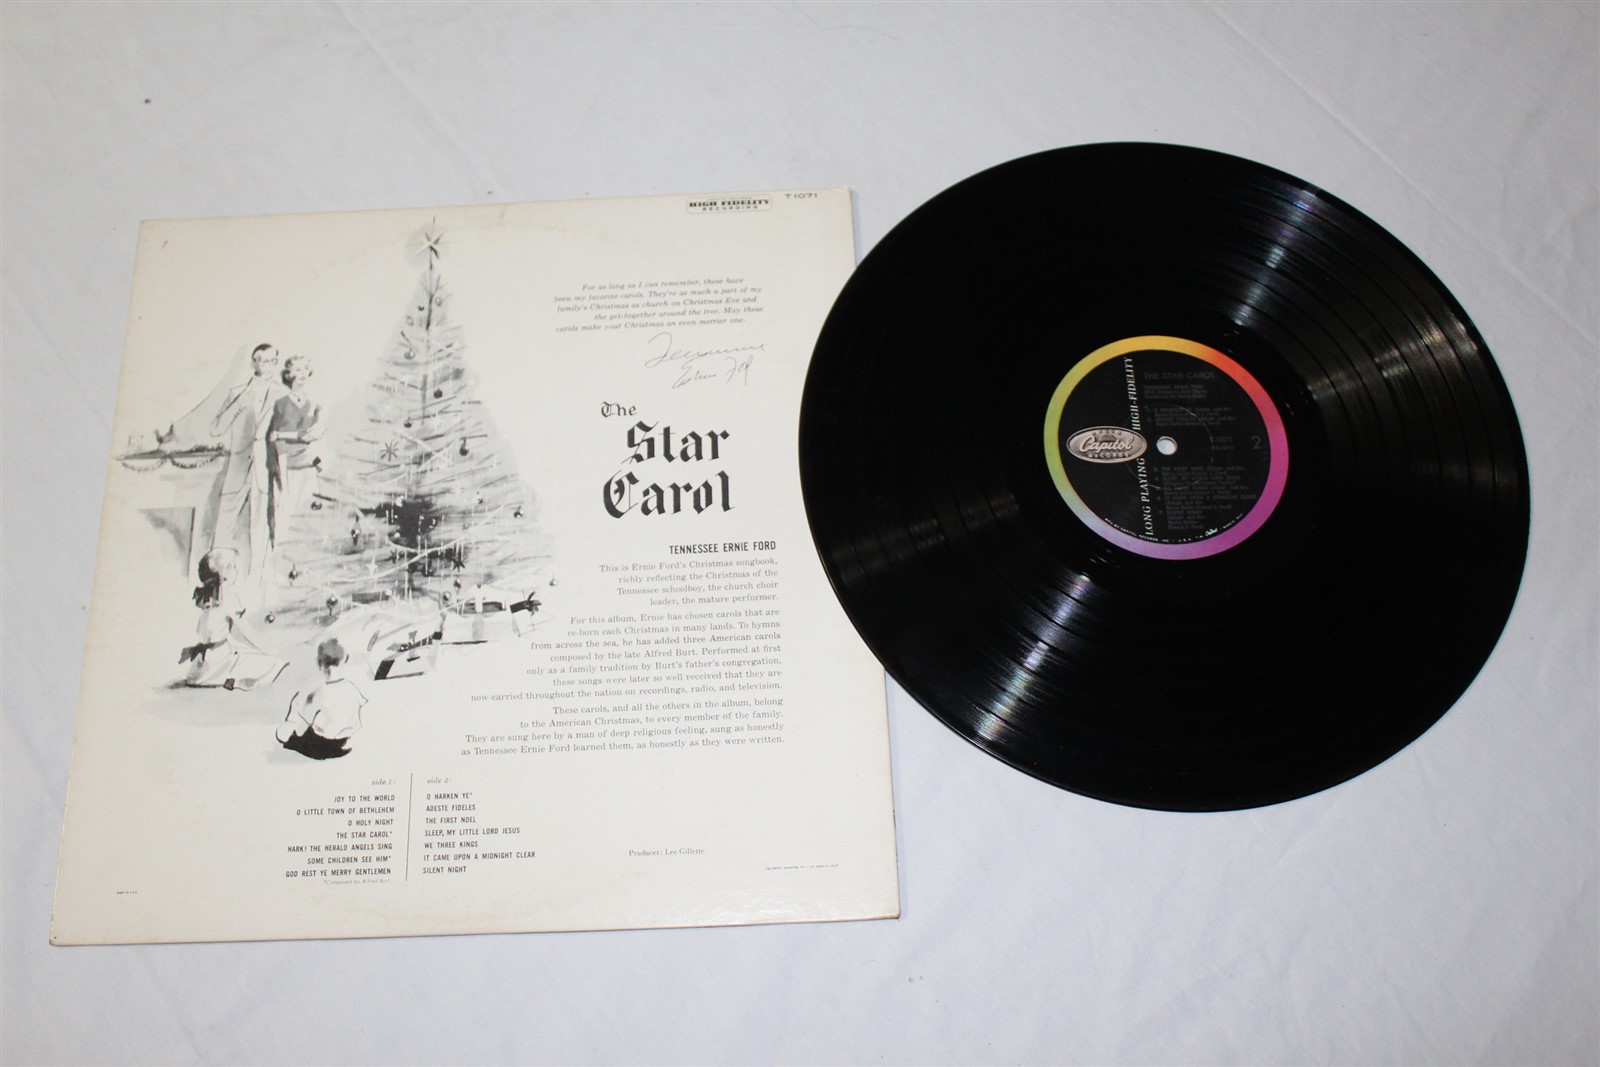 HIGH FIDELITY
RECORDING
T1071
For as long as I can remember, these have
been my favorite carols. They're as much a part of my
family's Christmas as church on Christmas Eve and
the get-together around the tree. May these
carols make your Christmas an even merrier one.
Tennessee
Ernie Ford
The
Star
Carol
TENNESSEE ERNIE FORD
This is Ernie Ford's Christmas songbook,
richly reflecting the Christmas of the
Tennessee schoolboy, the church choir
leader, the mature performer.
For this album, Ernie has chosen carols that are
re-born each Christmas in many lands. To hymns
from across the sea, he has added three American carols
composed by the late Alfred Burt. Performed at first
only as a family tradition by Burt's father's congregation,
these songs were later so well received that they are
now carried throughout the nation on recordings, radio, and television.
These carols, and all the others in the album, belong
to the American Christmas, to every member of the family.
They are sung here by a man of deep religious feeling, sung as honestly
as Tennessee Ernie Ford learned them, as honestly as they were written.
side 1:
JOY TO THE WORLD
O LITTLE TOWN OF BETHLEHEM
O HOLY NIGHT
THE STAR CAROL*
HARK! THE HERALD ANGELS SING
SOME CHILDREN SEE HIM*
GOD REST YE MERRY GENTLEMEN
*Composed by Alfred Burt
side 2:
O HARKEN YE*
ADESTE FIDELES
THE FIRST NOEL
SLEEP, MY LITTLE LORD JESUS
WE THREE KINGS
IT CAME UPON A MIDNIGHT CLEAR
SILENT NIGHT
Producer: Lee Gillette
LONG PLAYING HIGH-FIDELITY
Capitol
RECORDS
THE STAR CAROL
TENNESSEE ERNIE FORD
2